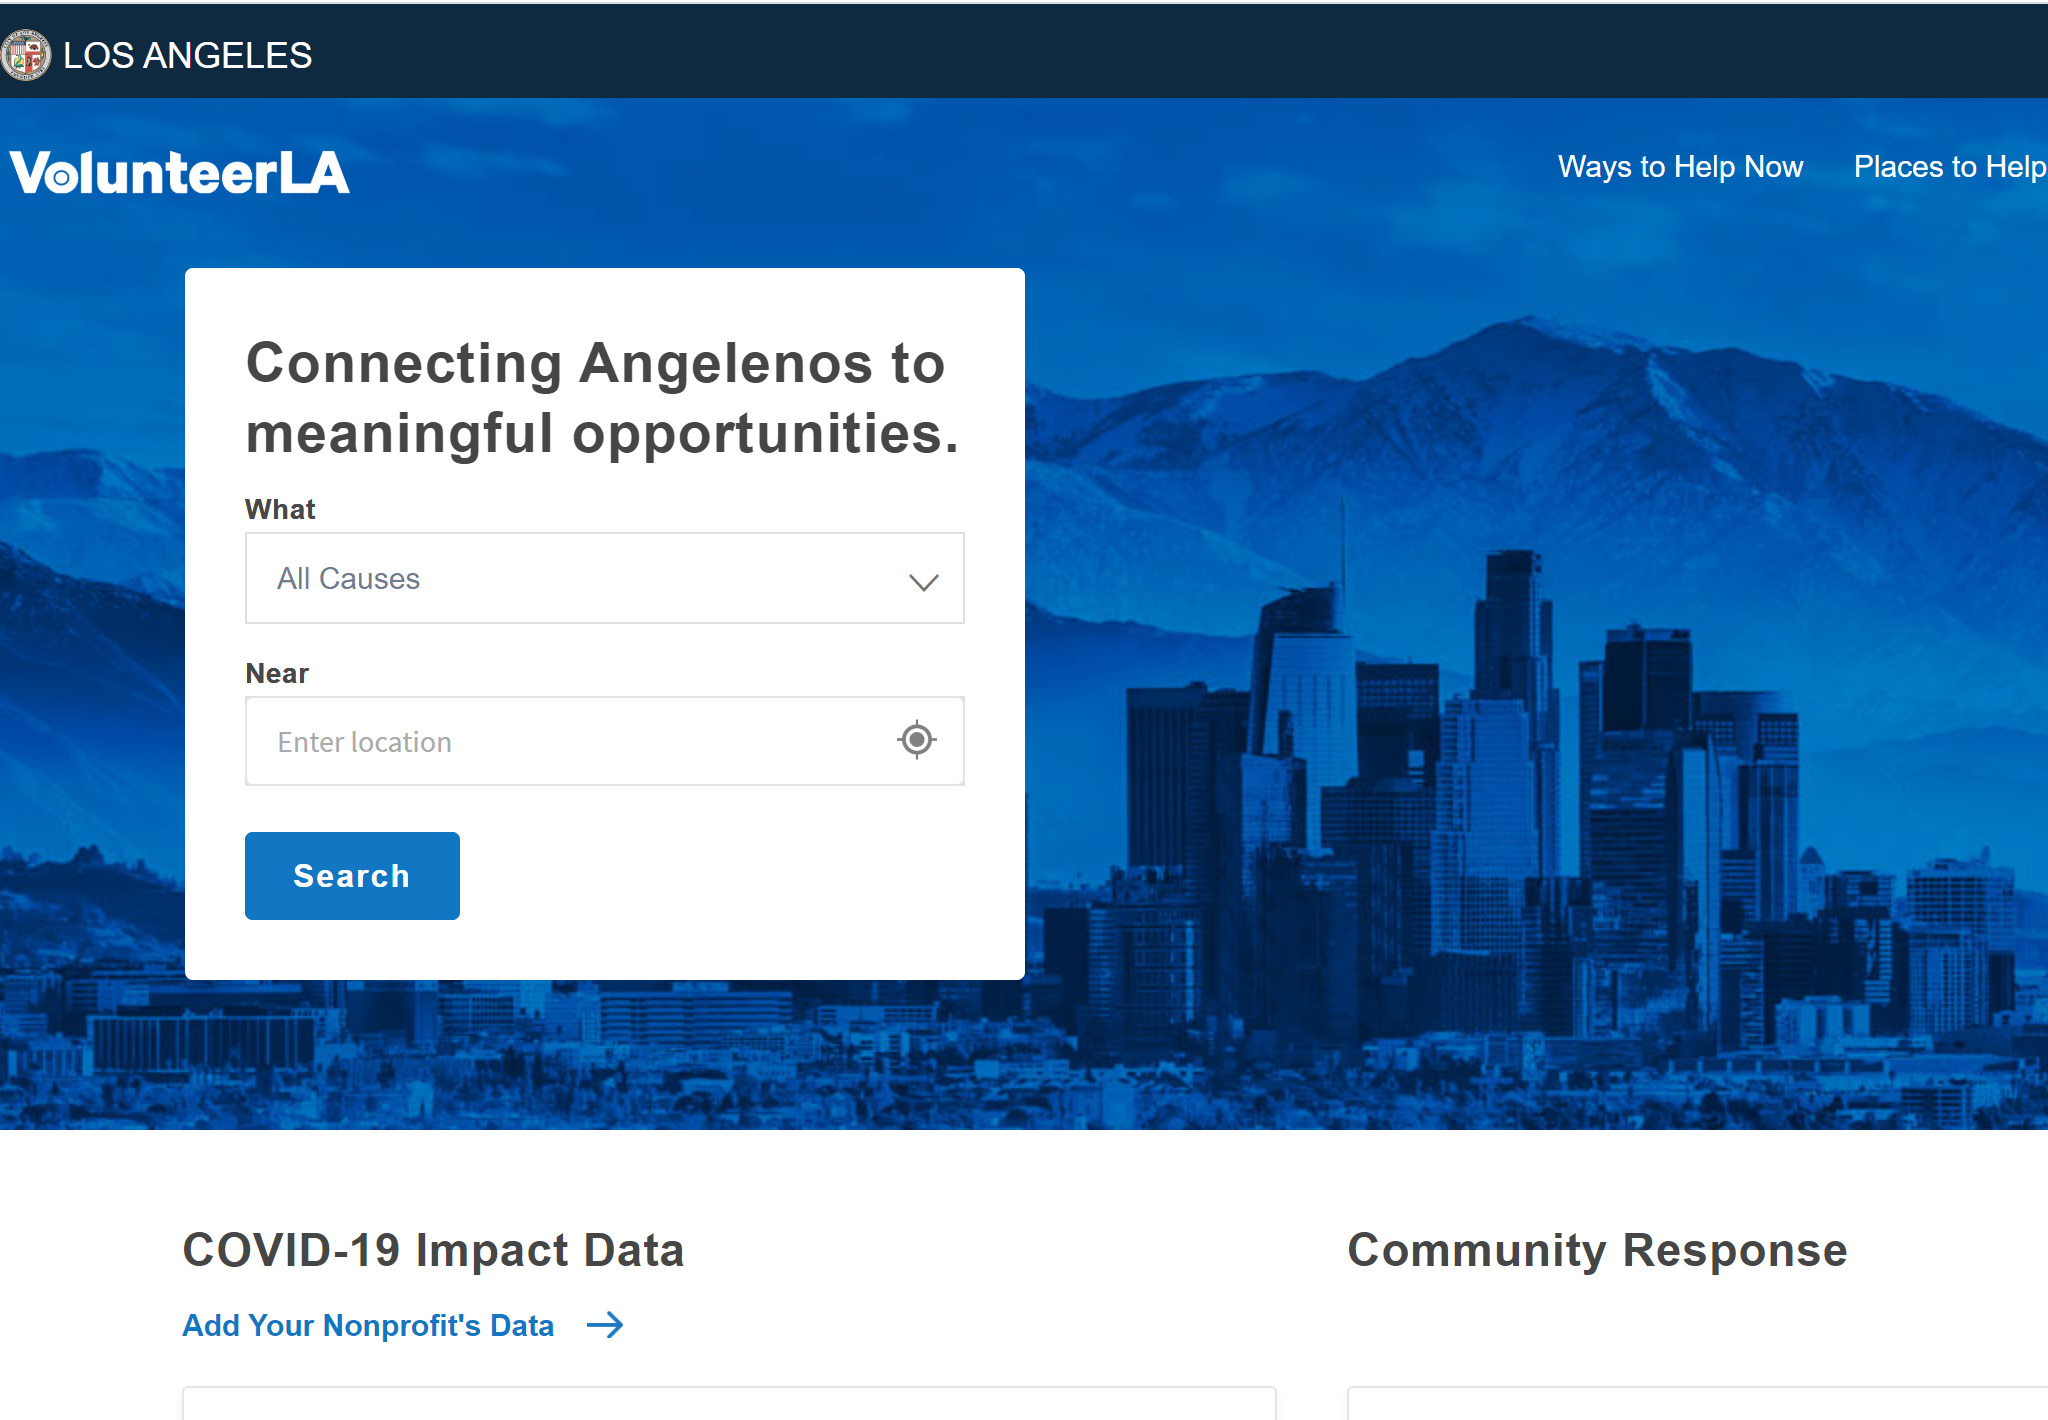 LOS ANGELES
VolunteerLA
Ways to Help Now
Places to Help
Connecting Angelenos to
meaningful opportunities.
What
All Causes
Near
Enter location
Search
COVID-19 Impact Data
Community Response
Add Your Nonprofit's Data